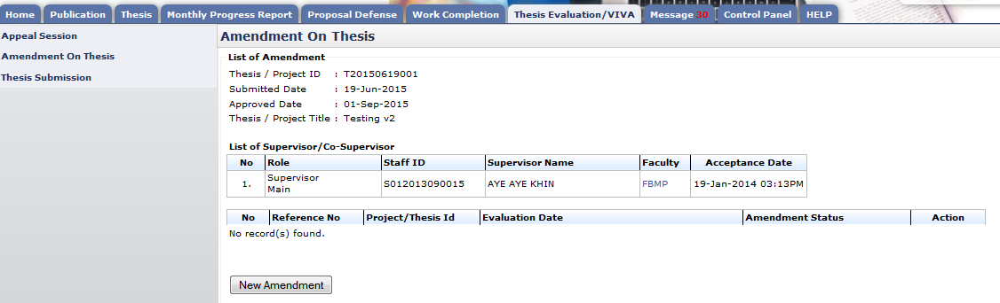 Home Publication Thesis Monthly Progress Report Proposal Defense Work Completion Thesis Evaluation/VIVA Message 30 Control Panel HELP
Appeal Session
Amendment On Thesis
Thesis Submission
Amendment On Thesis
List of Amendment
Thesis / Project ID : T20150619001
Submitted Date : 19-Jun-2015
Approved Date : 01-Sep-2015
Thesis / Project Title : Testing v2
List of Supervisor/Co-Supervisor
No Role Staff ID Supervisor Name Faculty Acceptance Date
1. Supervisor Main S012013090015 AYE AYE KHIN FBMP 19-Jan-2014 03:13PM
No Reference No Project/Thesis Id Evaluation Date Amendment Status Action
No record(s) found.
New Amendment